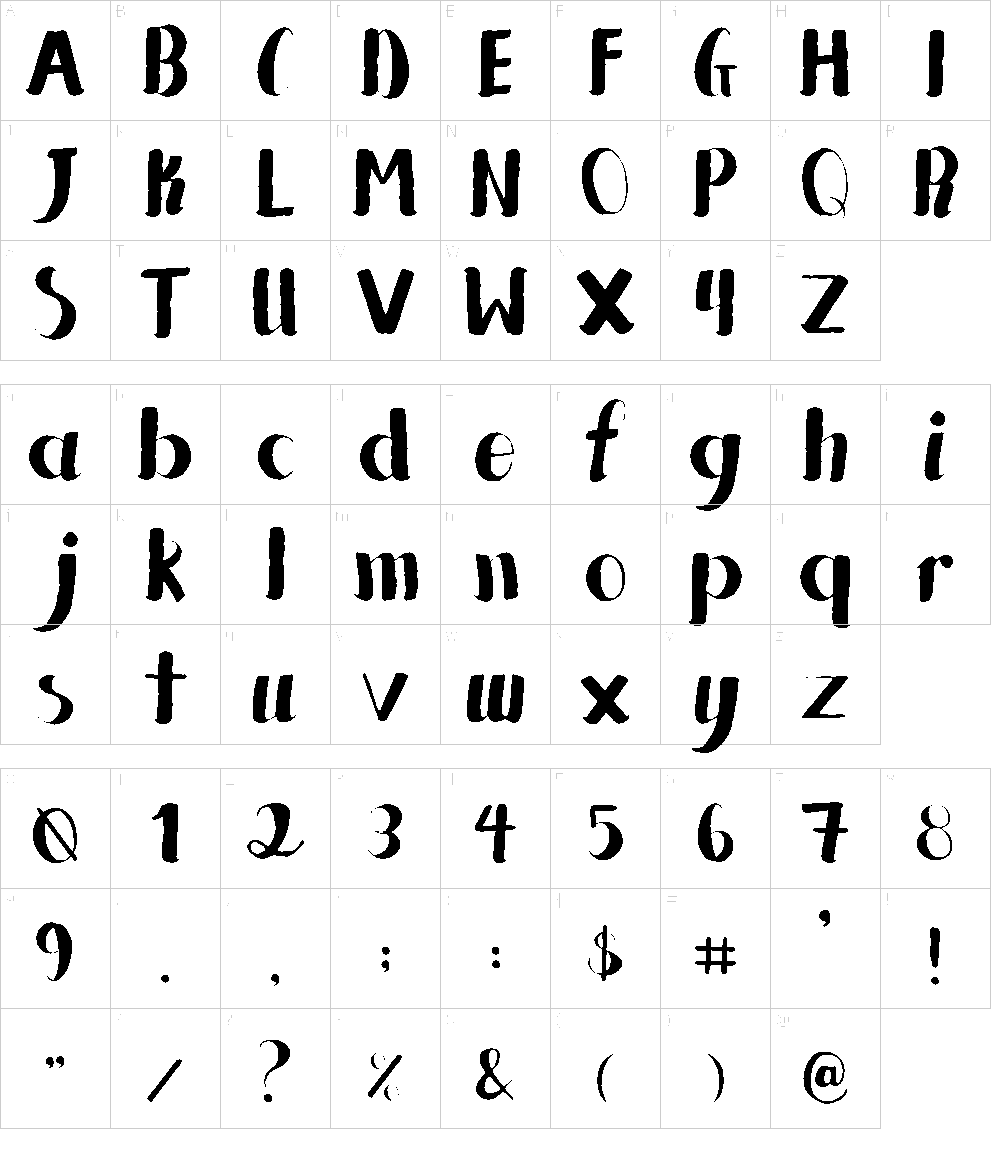 A B C D E F G H I
J K L M N O P Q R
S T U V W X Y Z
a b c d e f g h i
j k l m n o p q r
s t u v w x y z
0 1 2 3 4 5 6 7 8
9 . , ; : $ # ' !
" / ? % & ( ) @